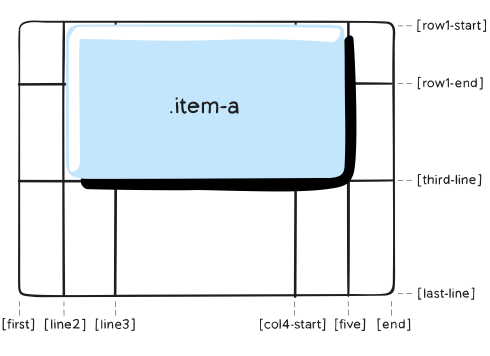 [row1-start]
[row1-end]
.item-a
[third-line]
[last-line]
[first] [line2] [line3] [col4-start] [five] [end]